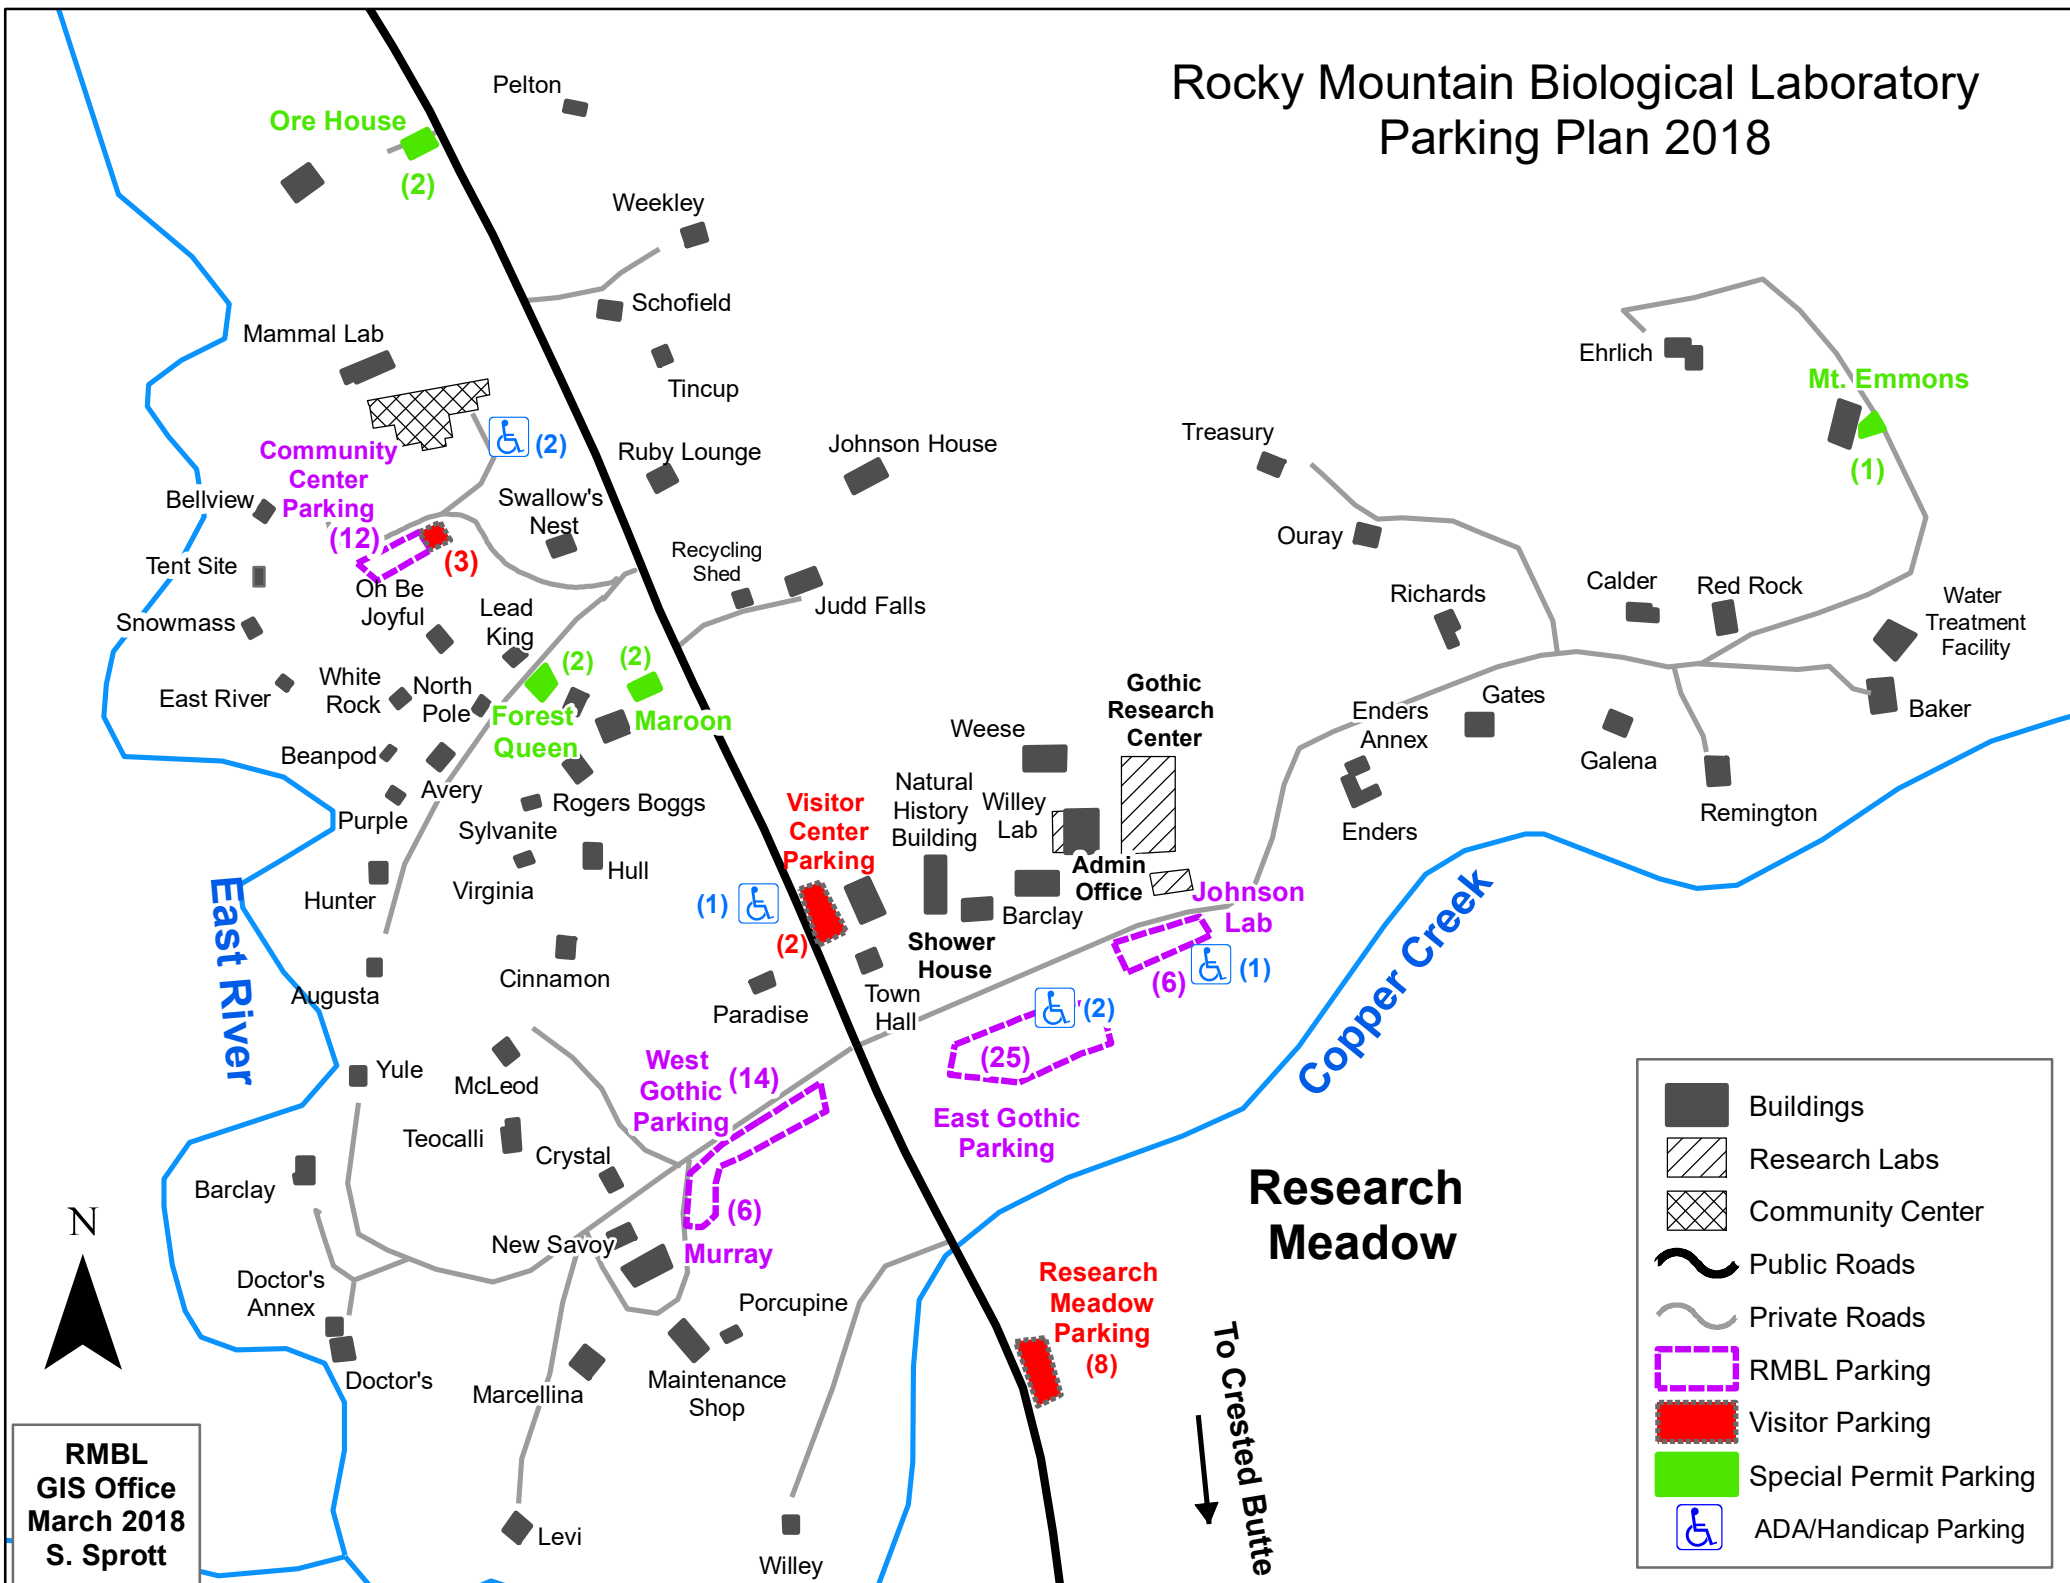 Rocky Mountain Biological Laboratory
Parking Plan 2018
Pelton
Ore House
(2)
Weekley
Schofield
Mammal Lab
Tincup
Ehrlich
Mt. Emmons
(1)
Community
Center
Parking
(12)
(2)
(3)
Ruby Lounge
Johnson House
Treasury
Bellview
Swallow's
Nest
Ouray
Recycling
Shed
Judd Falls
Tent Site
Oh Be
Joyful
Lead
King
Snowmass
Richards
Calder
Red Rock
Water
Treatment
Facility
East River
White
Rock
North
Pole
(2)
Forest
Queen
(2)
Maroon
Gothic
Research
Center
Enders
Annex
Gates
Baker
Weese
Beanpod
Avery
Galena
Purple
Rogers Boggs
Sylvanite
Visitor
Center
Parking
(1)
(2)
Natural
History
Building
Willey
Lab
Enders
Remington
Hunter
Virginia
Hull
Admin
Office
Barclay
Johnson
Lab
(6)
(1)
Shower
House
East River
Copper Creek
Augusta
Cinnamon
Paradise
Town
Hall
(2)
(25)
East Gothic
Parking
Yule
McLeod
West
Gothic
Parking
(14)
Teocalli
Crystal
Barclay
(6)
Murray
New Savoy
Research
Meadow
N
Doctor's
Annex
Doctor's
Porcupine
Research
Meadow
Parking
(8)
Marcellina
Maintenance
Shop
To Crested Butte
Levi
Willey
Buildings
Research Labs
Community Center
Public Roads
Private Roads
RMBL Parking
Visitor Parking
Special Permit Parking
ADA/Handicap Parking
RMBL
GIS Office
March 2018
S. Sprott